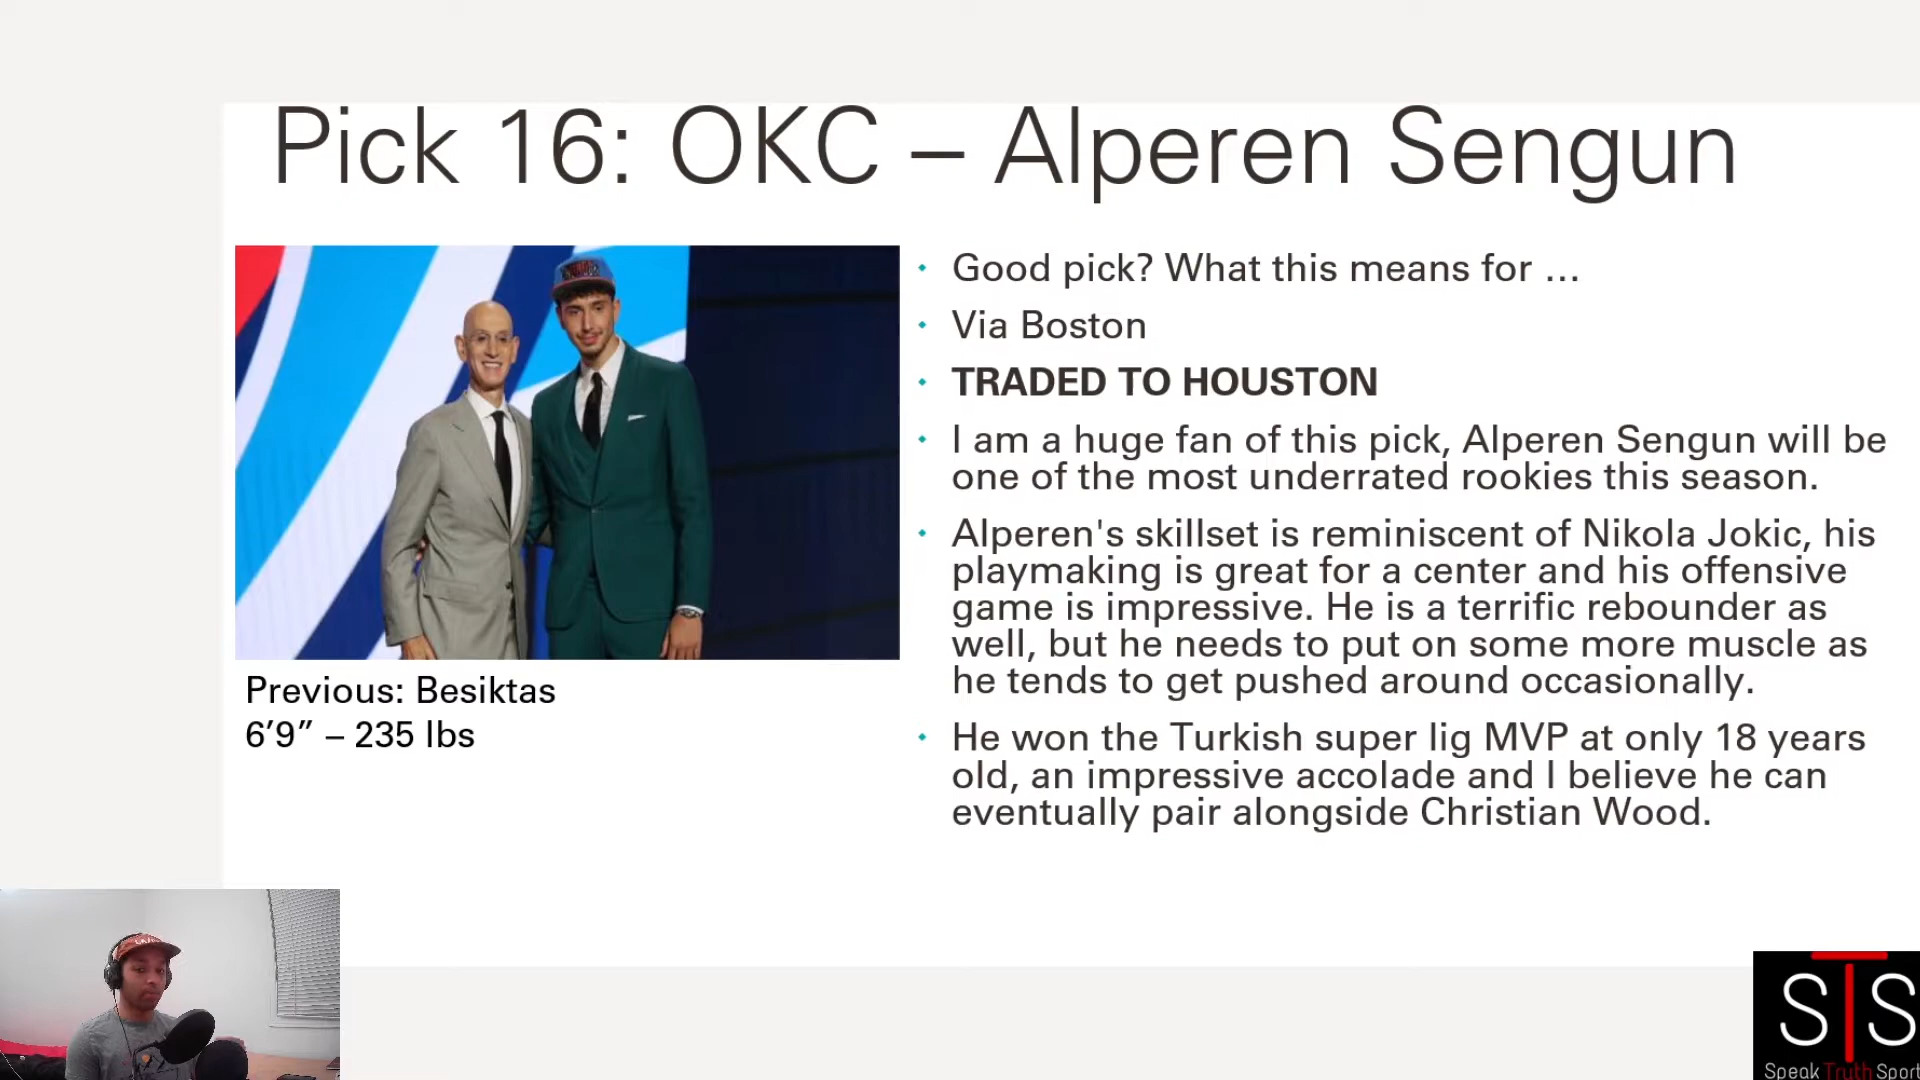 Pick 16: OKC – Alperen Sengun
Good pick? What this means for ...
Via Boston
TRADED TO HOUSTON
I am a huge fan of this pick, Alperen Sengun will be
one of the most underrated rookies this season.
Alperen's skillset is reminiscent of Nikola Jokic, his
playmaking is great for a center and his offensive
game is impressive. He is a terrific rebounder as
well, but he needs to put on some more muscle as
he tends to get pushed around occasionally.
He won the Turkish super lig MVP at only 18 years
old, an impressive accolade and I believe he can
eventually pair alongside Christian Wood.
Previous: Besiktas
6’9” – 235 lbs
STS
Speak Truth Sport